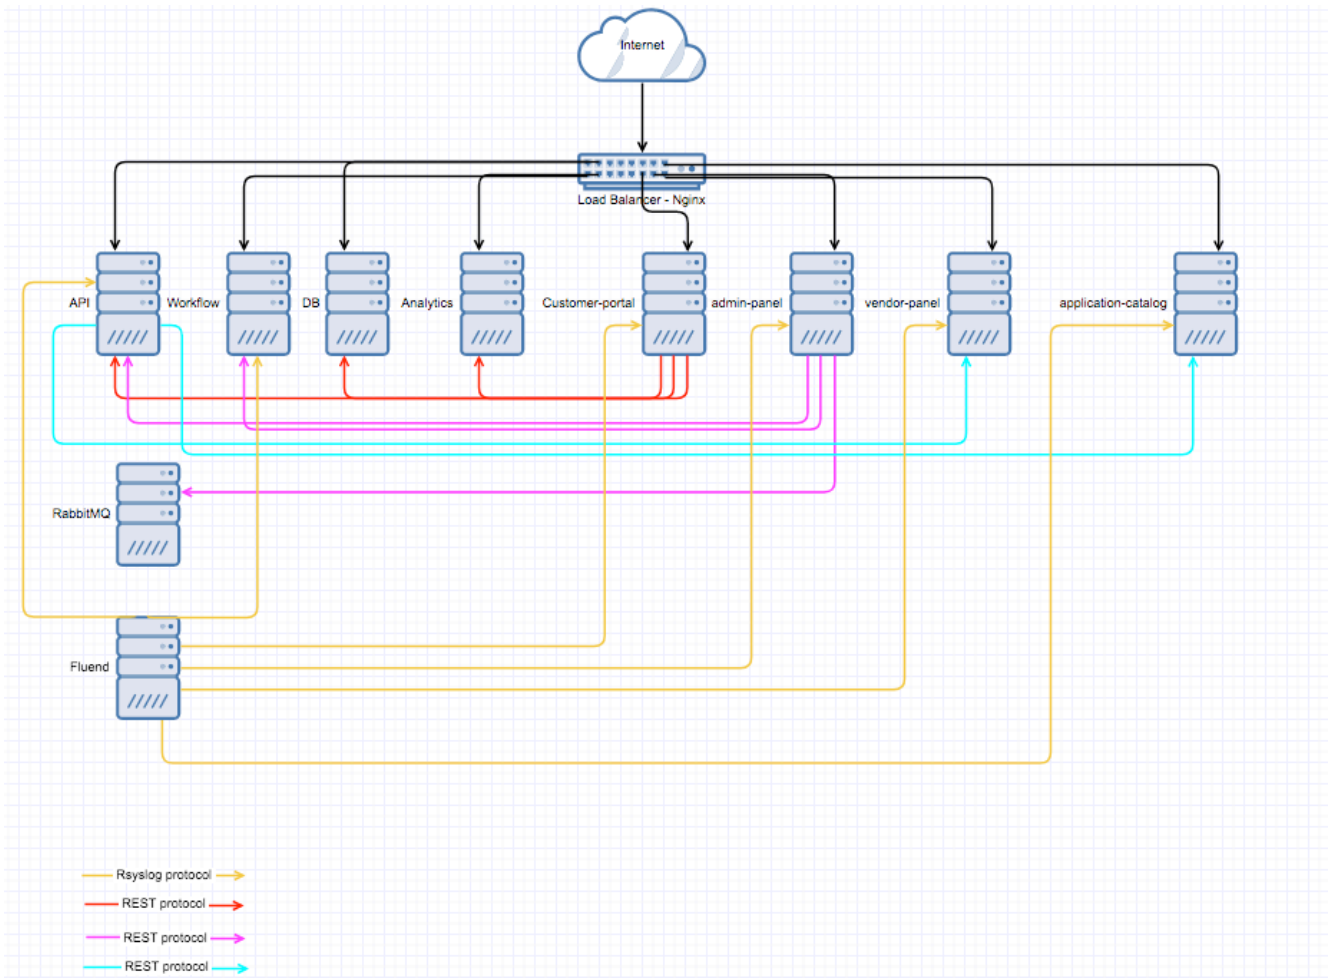 Internet
Load Balancer - Nginx
API
Workflow
DB
Analytics
Customer-portal
admin-panel
vendor-panel
application-catalog
RabbitMQ
Fluend
Rsyslog protocol
REST protocol
REST protocol
REST protocol